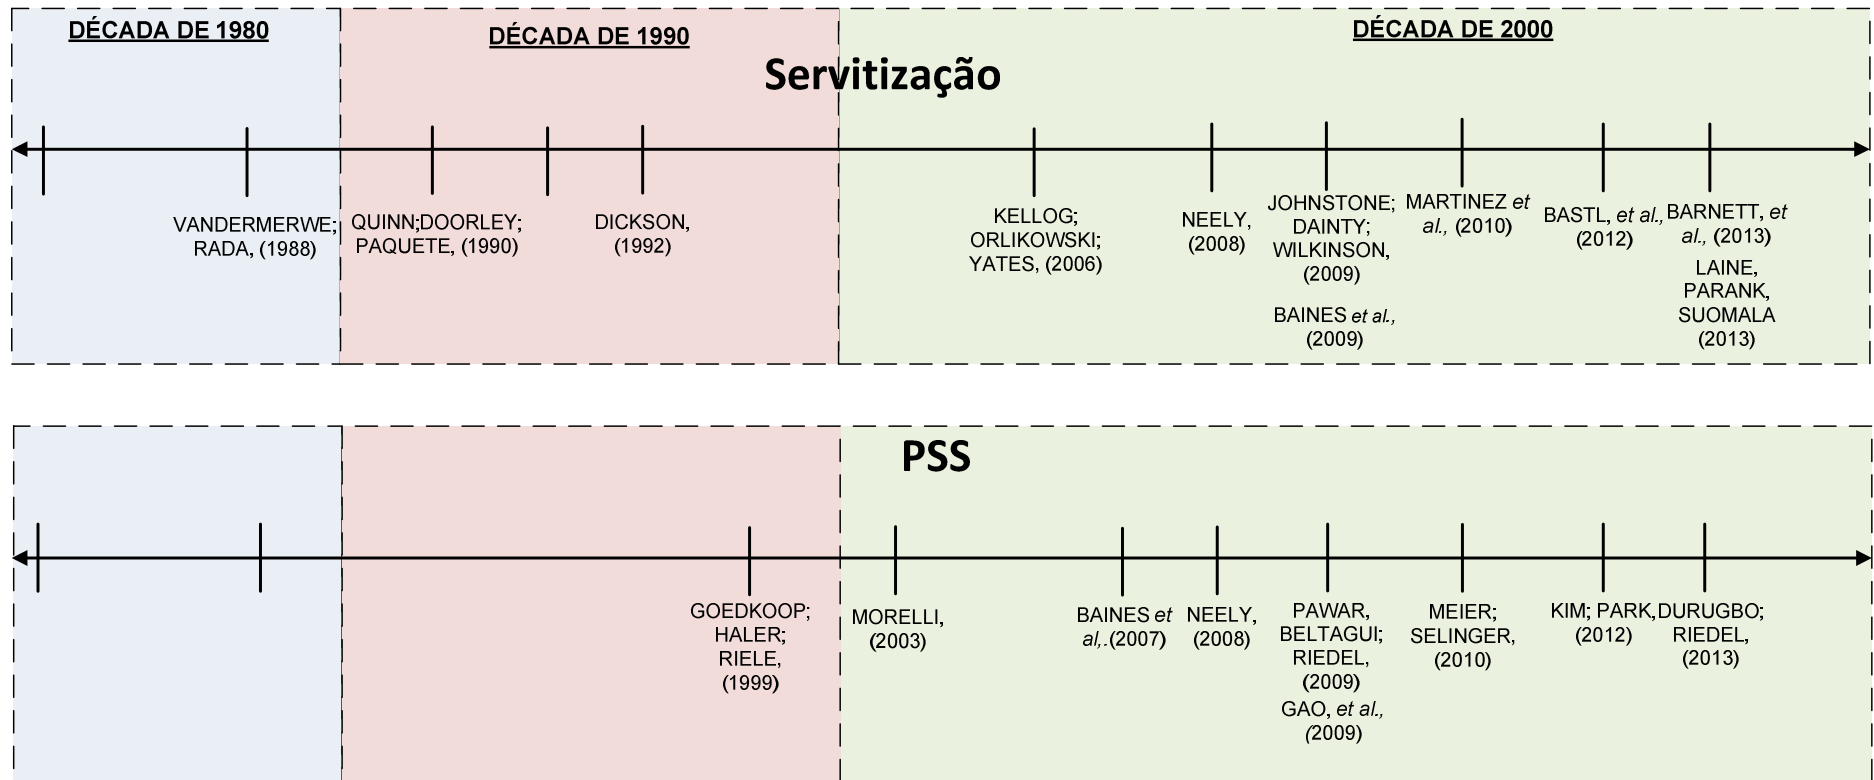 DÉCADA DE 1980
DÉCADA DE 1990
DÉCADA DE 2000
Servitização
VANDERMERWE;
RADA, (1988)
QUINN;DOORLEY;
PAQUETE, (1990)
DICKSON,
(1992)
KELLOG;
ORLIKOWSKI;
YATES, (2006)
NEELY,
(2008)
JOHNSTONE;
DAINTY;
WILKINSON,
(2009)
BAINES et al.,
(2009)
MARTINEZ et
al., (2010)
BASTL, et al.,
(2012)
BARNETT, et
al., (2013)
LAINE,
PARANK,
SUOMALA
(2013)
PSS
GOEDKOOP;
HALER;
RIELE,
(1999)
MORELLI,
(2003)
BAINES et
al,.(2007)
NEELY,
(2008)
PAWAR,
BELTAGUI;
RIEDEL,
(2009)
GAO, et al.,
(2009)
MEIER;
SELINGER,
(2010)
KIM; PARK,
(2012)
DURUGBO;
RIEDEL,
(2013)